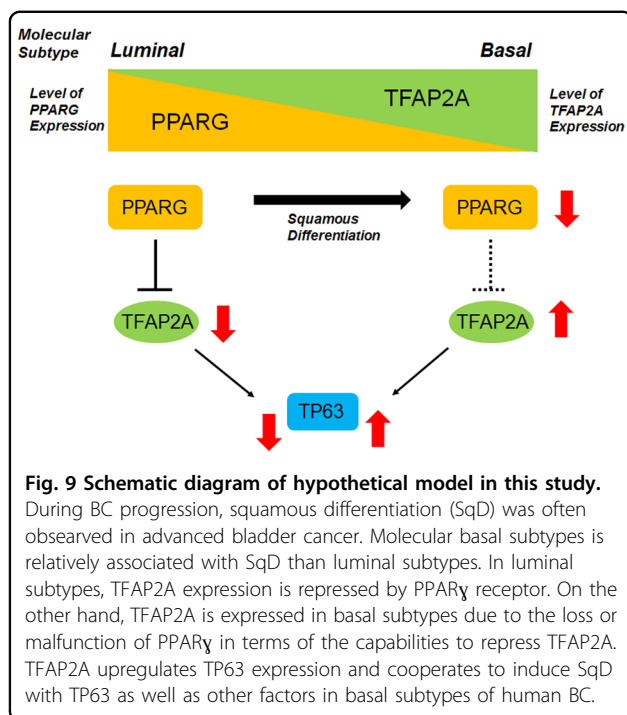 Molecular Subtype
Luminal
Basal
Level of PPARG Expression
PPARG
TFAP2A
Level of TFAP2A Expression
PPARG
Squamous Differentiation
PPARG
TFAP2A
TFAP2A
TP63
Fig. 9 Schematic diagram of hypothetical model in this study.
During BC progression, squamous differentiation (SqD) was often
obsearved in advanced bladder cancer. Molecular basal subtypes is
relatively associated with SqD than luminal subtypes. In luminal
subtypes, TFAP2A expression is repressed by PPARɣ receptor. On the
other hand, TFAP2A is expressed in basal subtypes due to the loss or
malfunction of PPARɣ in terms of the capabilities to repress TFAP2A.
TFAP2A upregulates TP63 expression and cooperates to induce SqD
with TP63 as well as other factors in basal subtypes of human BC.